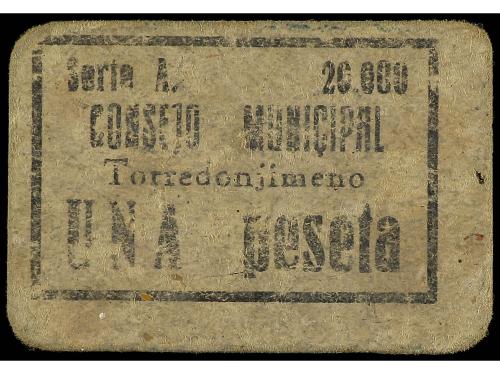 Serie A. 20.000
CONSEJO MUNICIPAL
Torredonjimeno
UNA peseta